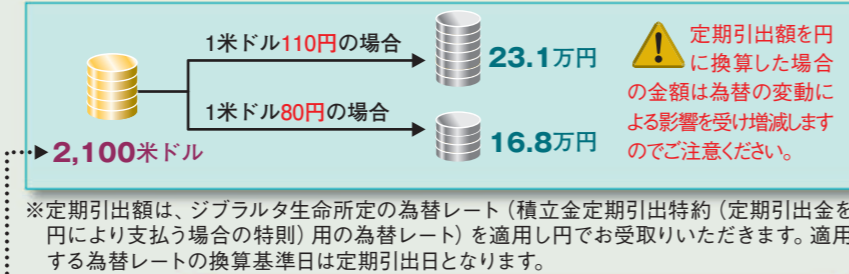 1米ドル110円の場合
23.1万円
1米ドル80円の場合
16.8万円
2,100米ドル
定期引出額を円
に換算した場合
の金額は為替の変動に
よる影響を受け増減します
のでご注意ください。
※定期引出額は、ジブラルタ生命所定の為替レート（積立金定期引出特約（定期引出金を
円により支払う場合の特則）用の為替レート）を適用し円でお受取りいただきます。適用
する為替レートの換算基準日は定期引出日となります。